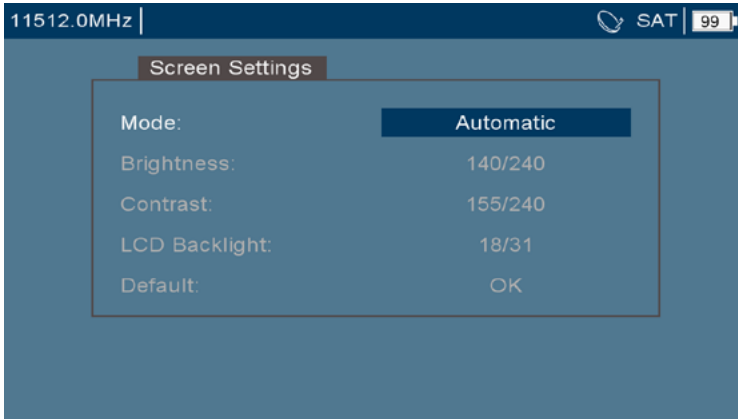 11512.0MHz SAT 99
Screen Settings
Mode: Automatic
Brightness: 140/240
Contrast: 155/240
LCD Backlight: 18/31
Default: OK